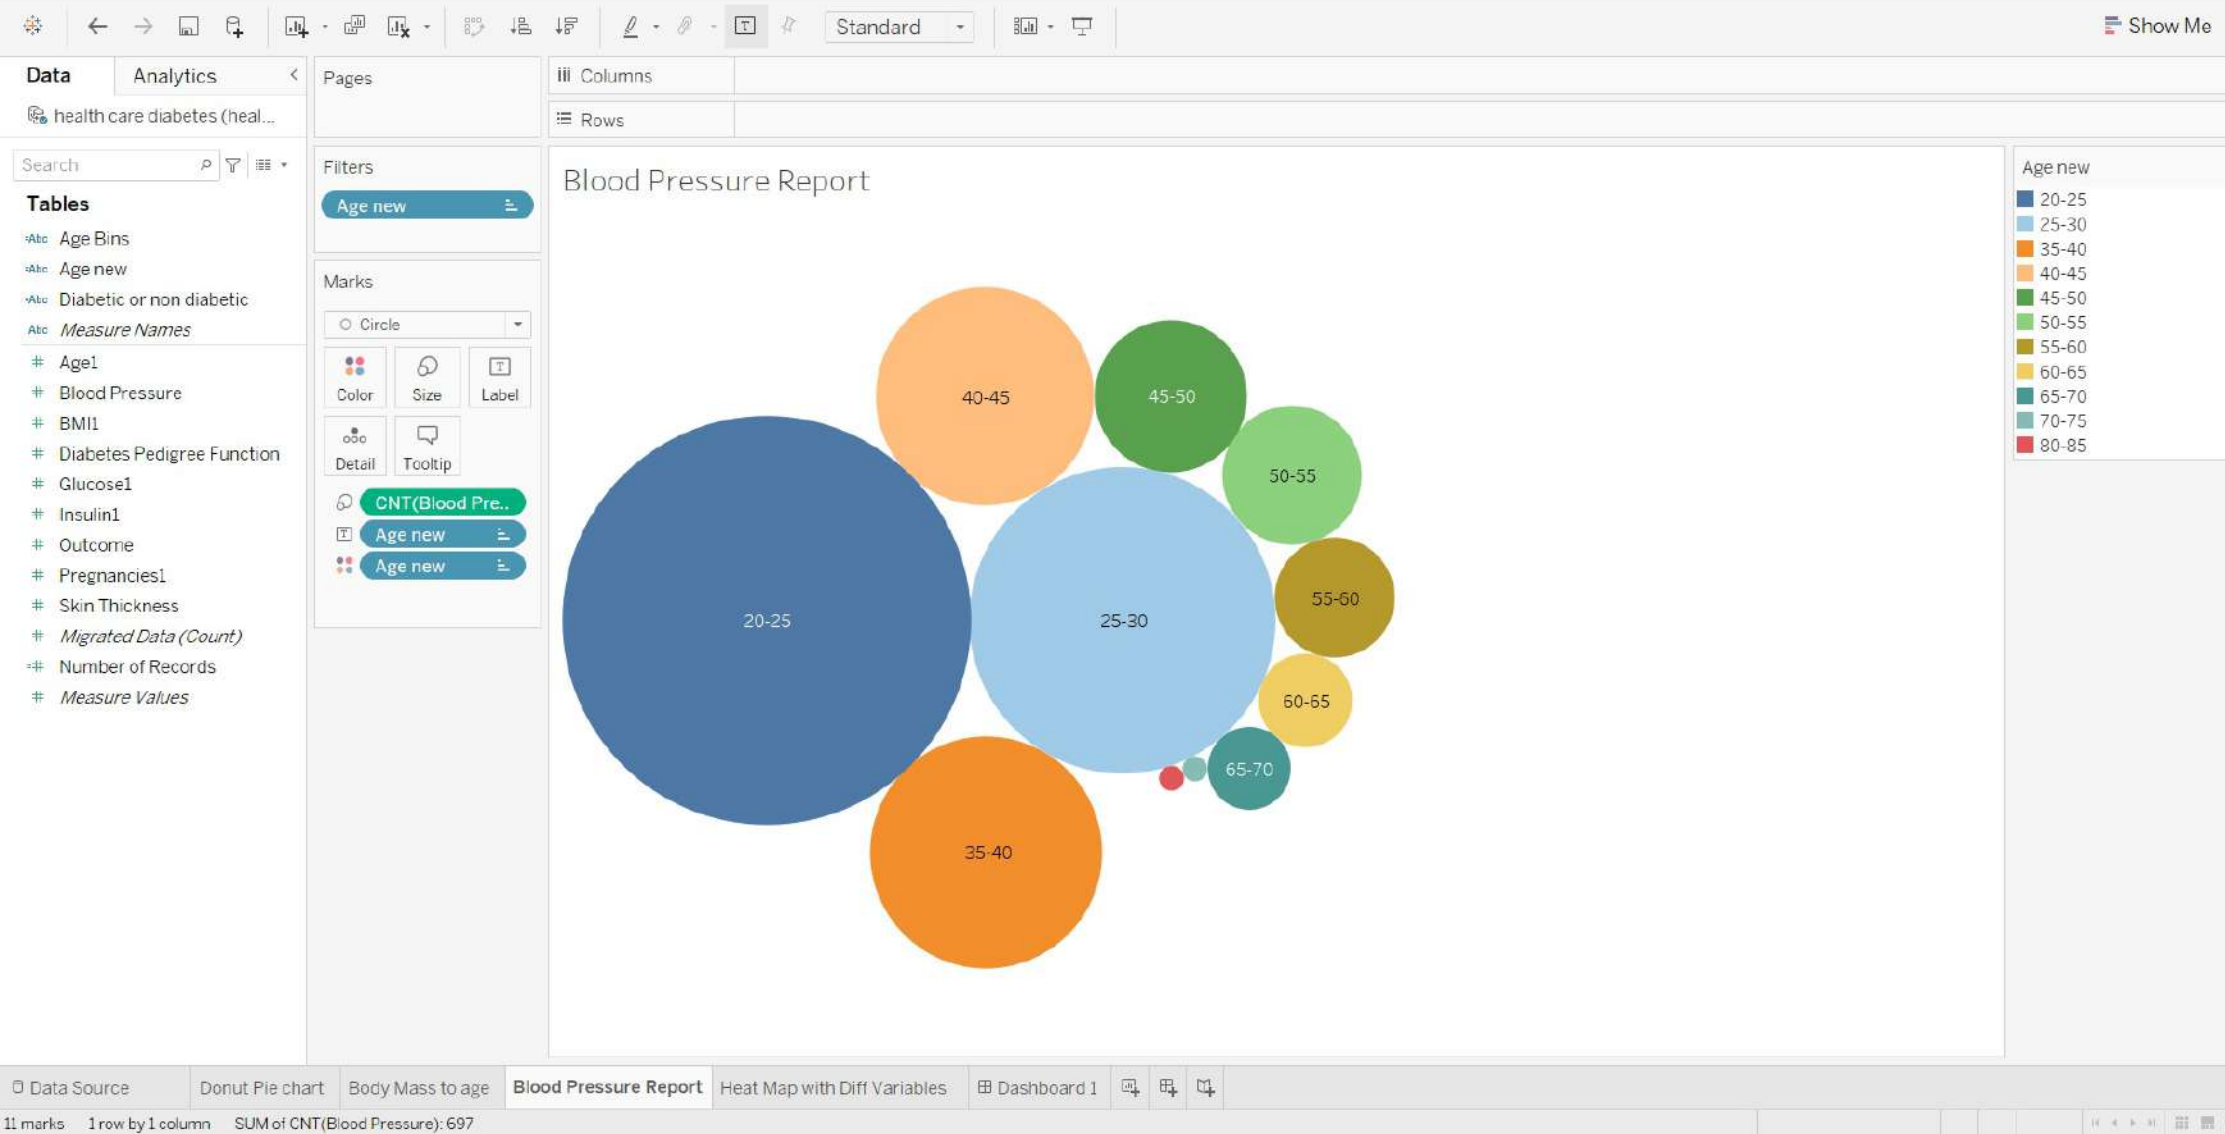 Standard
Show Me
Data
Analytics
health care diabetes (heal...
Search
Tables
Abc Age Bins
Abc Age new
Abc Diabetic or non diabetic
Abc Measure Names
# Age1
# Blood Pressure
# BMI1
# Diabetes Pedigree Function
# Glucose1
# Insulin1
# Outcome
# Pregnancies1
# Skin Thickness
# Migrated Data (Count)
=# Number of Records
# Measure Values
Pages
Filters
Age new
Marks
Circle
Color
Size
T
Label
Detail
Tooltip
CNT(Blood Pre..
T Age new
Age new
iii Columns
Rows
Blood Pressure Report
40-45
45-50
50-55
20-25
25-30
55-60
60-65
65-70
35-40
Age new
20-25
25-30
35-40
40-45
45-50
50-55
55-60
60-65
65-70
70-75
80-85
Data Source
Donut Pie chart
Body Mass to age
Blood Pressure Report
Heat Map with Diff Variables
Dashboard 1
11 marks
1 row by 1 column
SUM of CNT(Blood Pressure): 697